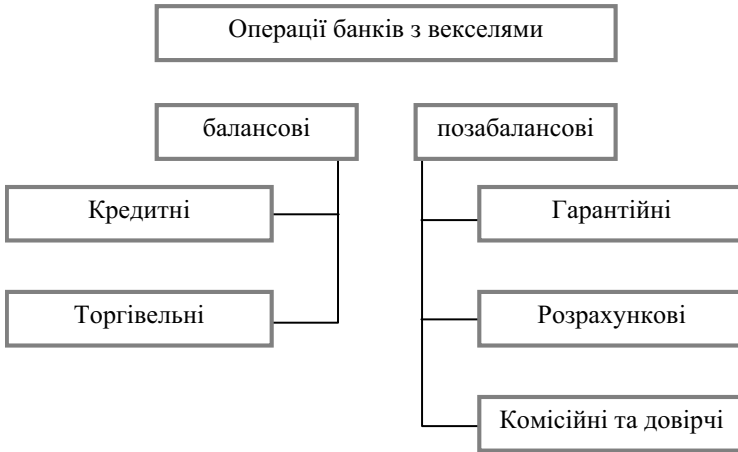 Операції банків з векселями
балансові
позабалансові
Кредитні
Гарантійні
Торгівельні
Розрахункові
Комісійні та довірчі